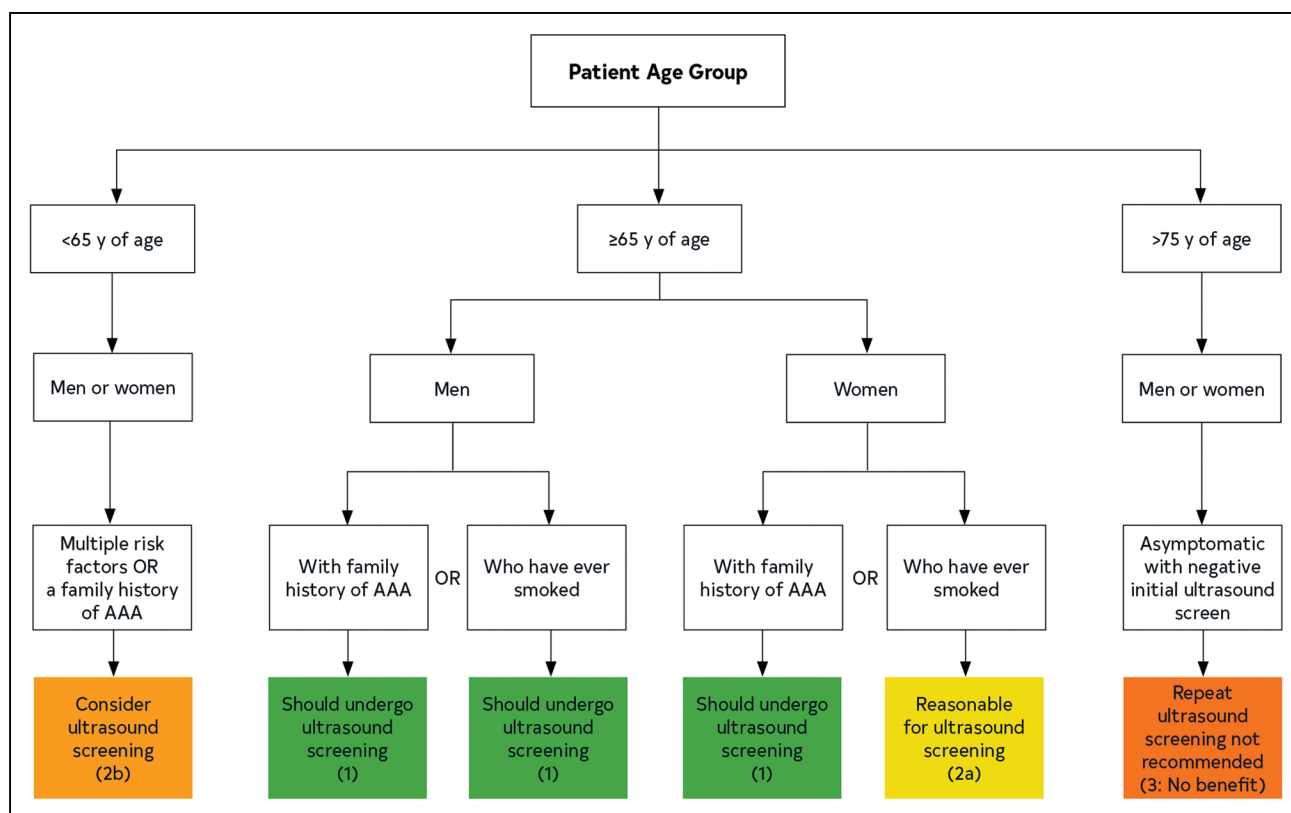 Patient Age Group
<65 y of age
≥65 y of age
>75 y of age
Men or women
Men
Women
Men or women
Multiple risk
factors OR
a family history
of AAA
With family
history of AAA
OR
Who have ever
smoked
With family
history of AAA
OR
Who have ever
smoked
Asymptomatic
with negative
initial ultrasound
screen
Consider
ultrasound
screening
(2b)
Should undergo
ultrasound
screening
(1)
Should undergo
ultrasound
screening
(1)
Should undergo
ultrasound
screening
(1)
Reasonable
for ultrasound
screening
(2a)
Repeat
ultrasound
screening not
recommended
(3: No benefit)